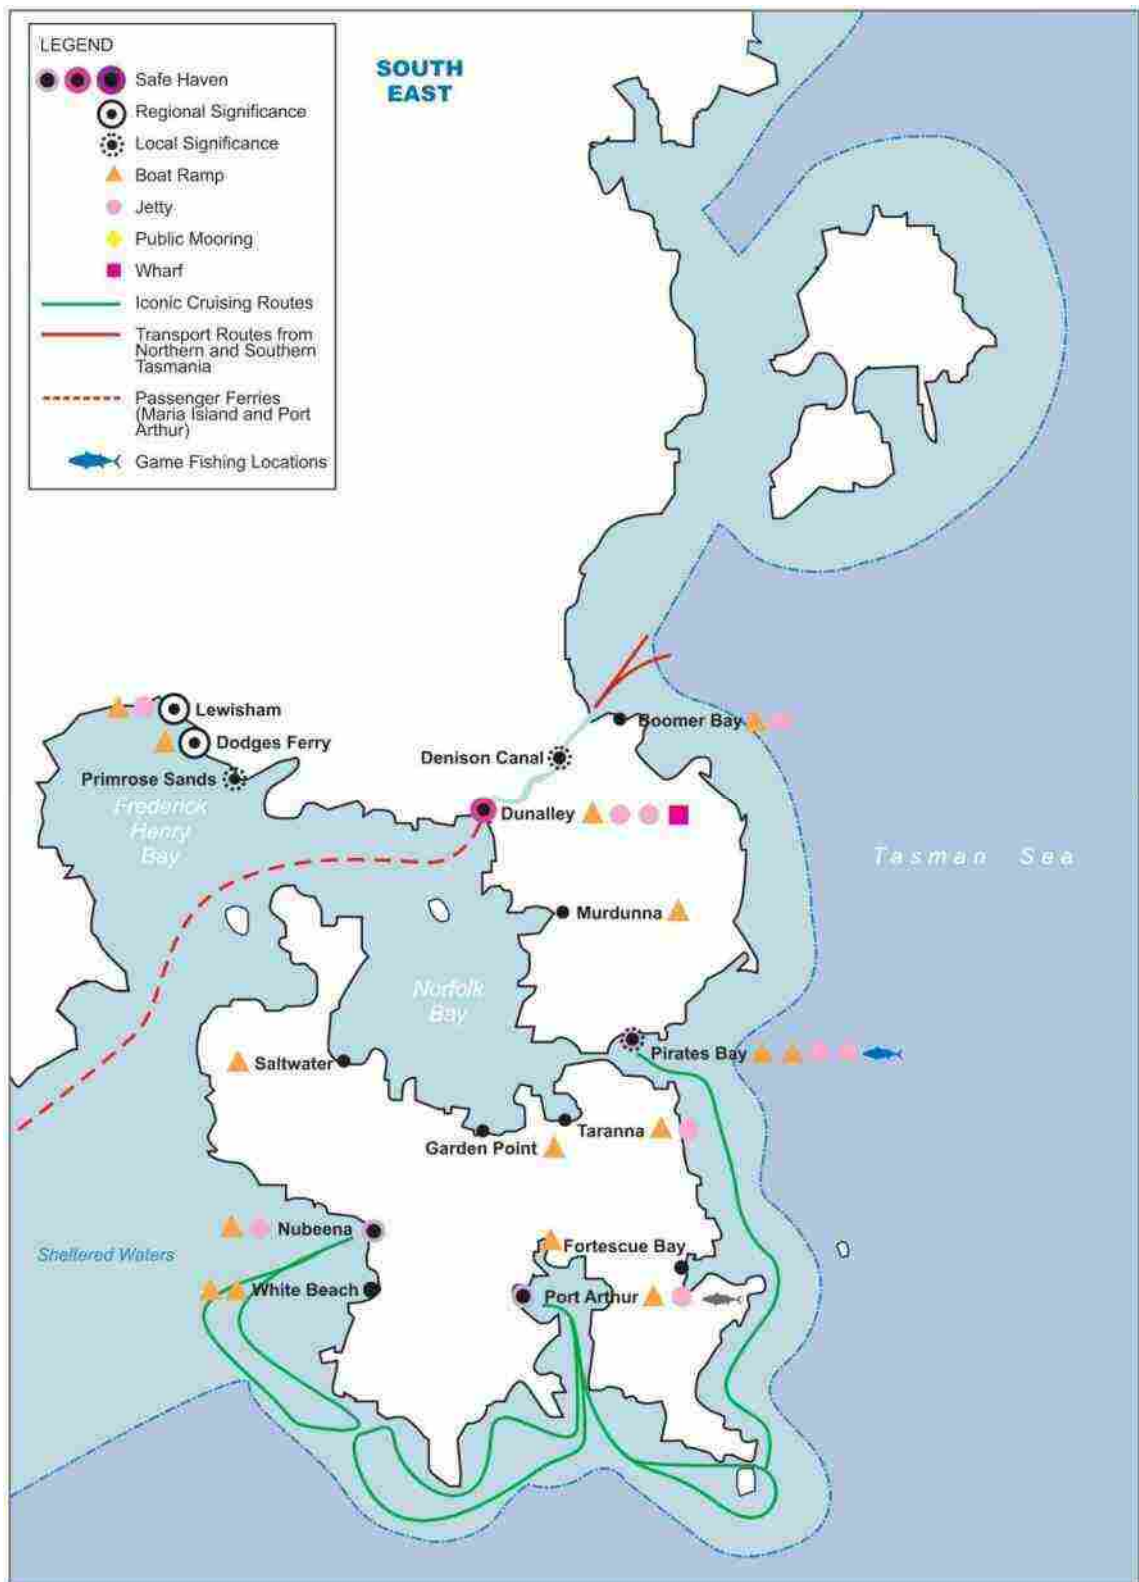 SOUTH
EAST
LEGEND
Safe Haven
Regional Significance
Local Significance
Boat Ramp
Jetty
Public Mooring
Wharf
Iconic Cruising Routes
Transport Routes from
Northern and Southern
Tasmania
Passenger Ferries
(Maria Island and Port
Arthur)
Game Fishing Locations
Lewisham
Boomer Bay
Dodges Ferry
Denison Canal
Primrose Sands
Frederick
Henry
Bay
Dunalley
Tasman Sea
Murdunna
Norfolk
Bay
Pirates Bay
Saltwater
Taranna
Garden Point
Nubeena
Fortescue Bay
Sheltered Waters
White Beach
Port Arthur